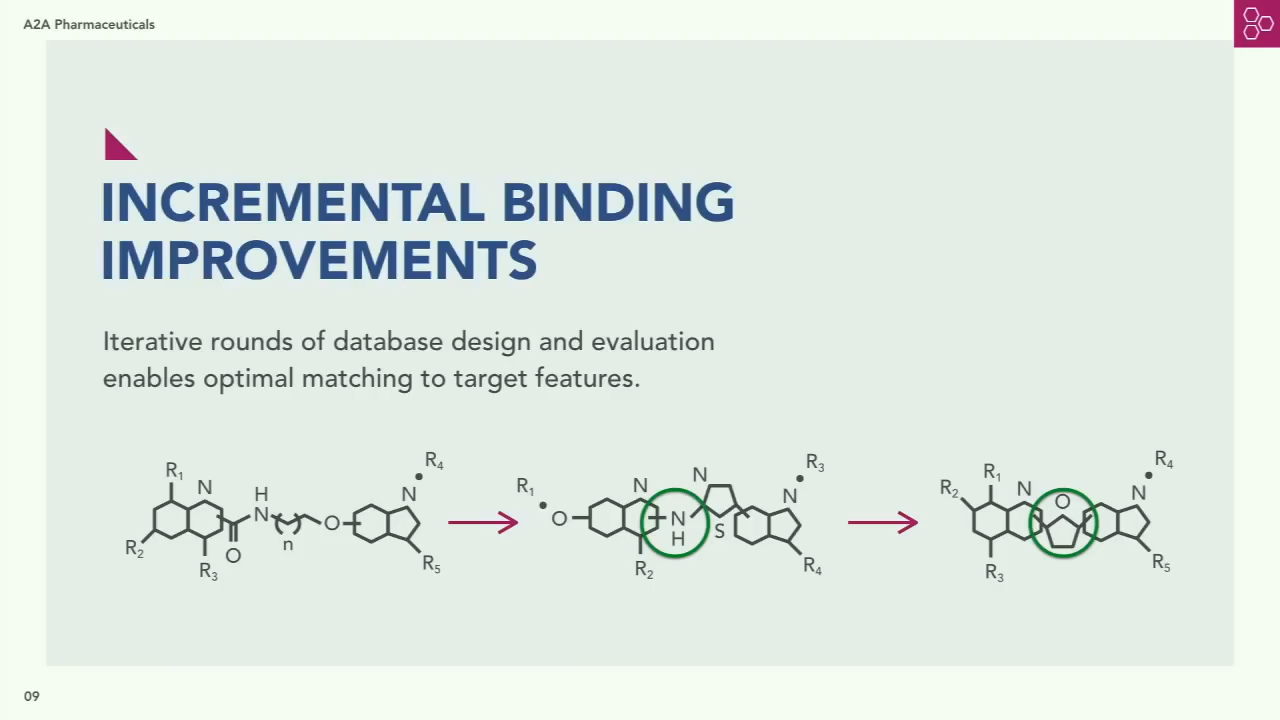 A2A Pharmaceuticals
INCREMENTAL BINDING
IMPROVEMENTS
Iterative rounds of database design and evaluation
enables optimal matching to target features.
R1 N H N O n O N R4 R2 R3 R5
R1 O N N H N S N R3 R2 R4
R2 R1 N O N R4 R3 R5
09